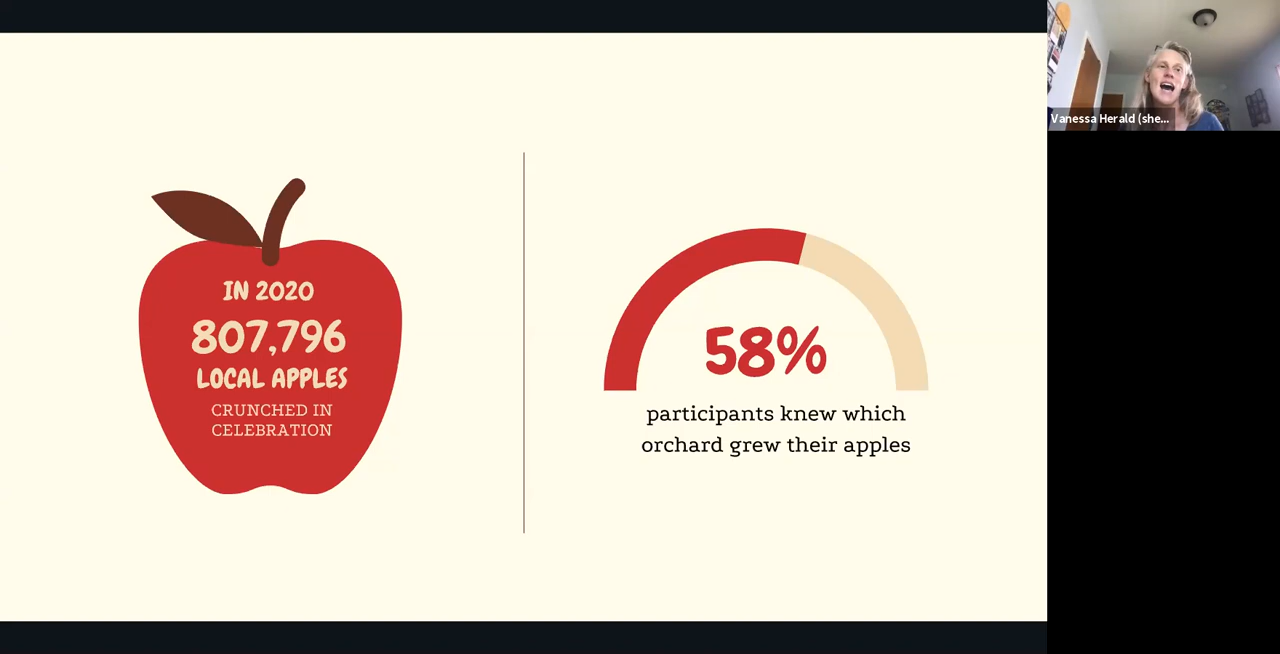 IN 2020
807,796
LOCAL APPLES
CRUNCHED IN
CELEBRATION
58%
participants knew which
orchard grew their apples
Vanessa Herald (she...